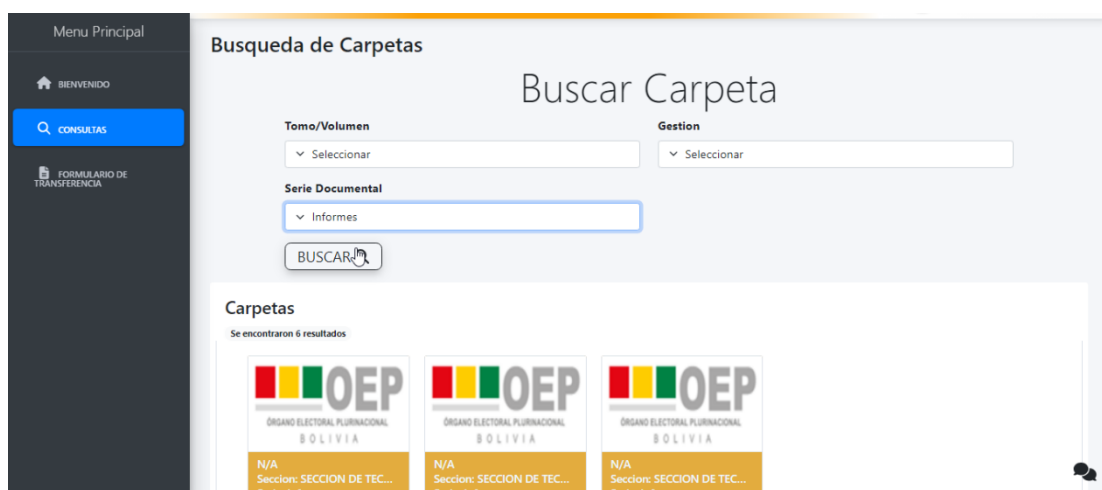 Menu Principal
BIENVENIDO
CONSULTAS
FORMULARIO DE
TRANSFERENCIA
Busqueda de Carpetas
Buscar Carpeta
Tomo/Volumen
Gestion
Seleccionar
Seleccionar
Serie Documental
Informes
BUSCAR
Carpetas
Se encontraron 6 resultados
OEP
ÓRGANO ELECTORAL PLURINACIONAL
BOLIVIA
N/A
Seccion: SECCION DE TEC...
OEP
ÓRGANO ELECTORAL PLURINACIONAL
BOLIVIA
N/A
Seccion: SECCION DE TEC...
OEP
ÓRGANO ELECTORAL PLURINACIONAL
BOLIVIA
N/A
Seccion: SECCION DE TEC...